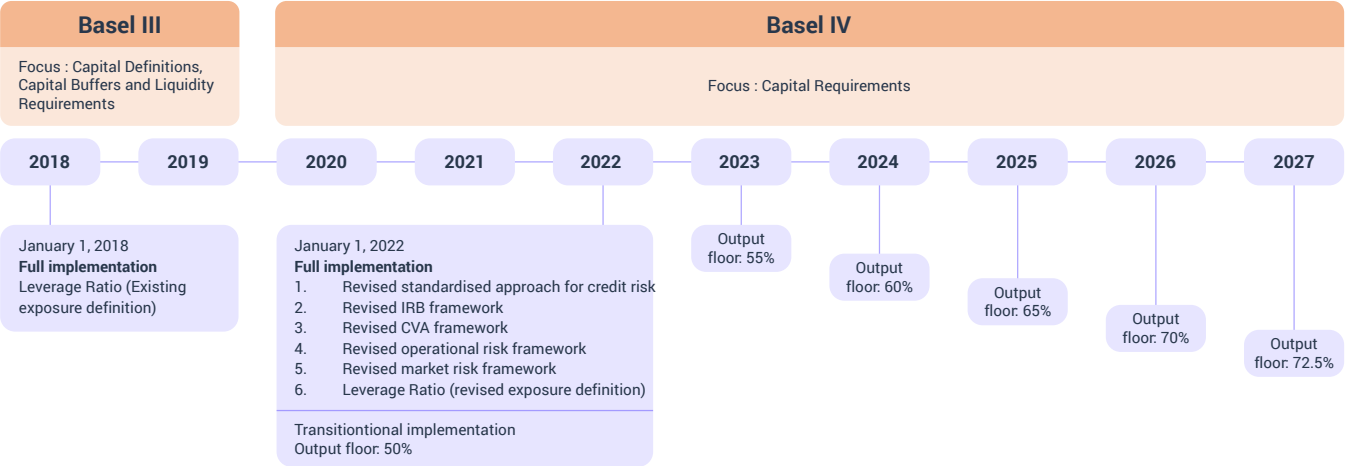 Basel III
Basel IV
Focus : Capital Definitions,
Capital Buffers and Liquidity
Requirements
Focus : Capital Requirements
2018
2019
2020
2021
2022
2023
2024
2025
2026
2027
January 1, 2018
Full implementation
Leverage Ratio (Existing
exposure definition)
January 1, 2022
Full implementation
1. Revised standardised approach for credit risk
2. Revised IRB framework
3. Revised CVA framework
4. Revised operational risk framework
5. Revised market risk framework
6. Leverage Ratio (revised exposure definition)
Transitiontional implementation
Output floor: 50%
Output
floor: 55%
Output
floor: 60%
Output
floor: 65%
Output
floor: 70%
Output
floor: 72.5%